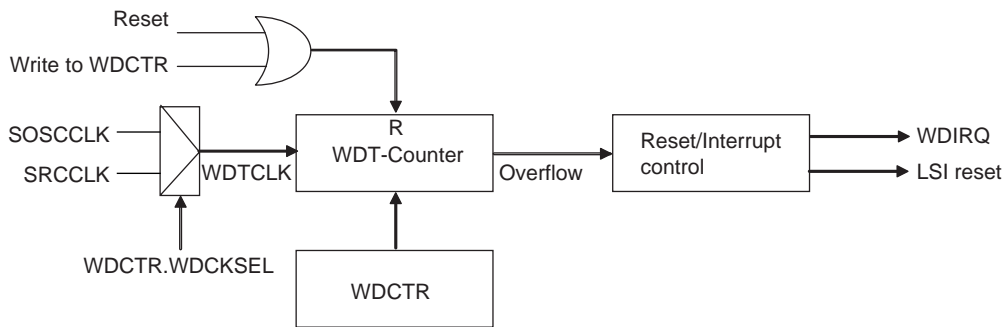 Reset
Write to WDCTR
SOSCCLK
SRCCLK
WDTCLK
WDCTR.WDCKSEL
R
WDT-Counter
Overflow
WDCTR
Reset/Interrupt
control
WDIRQ
LSI reset